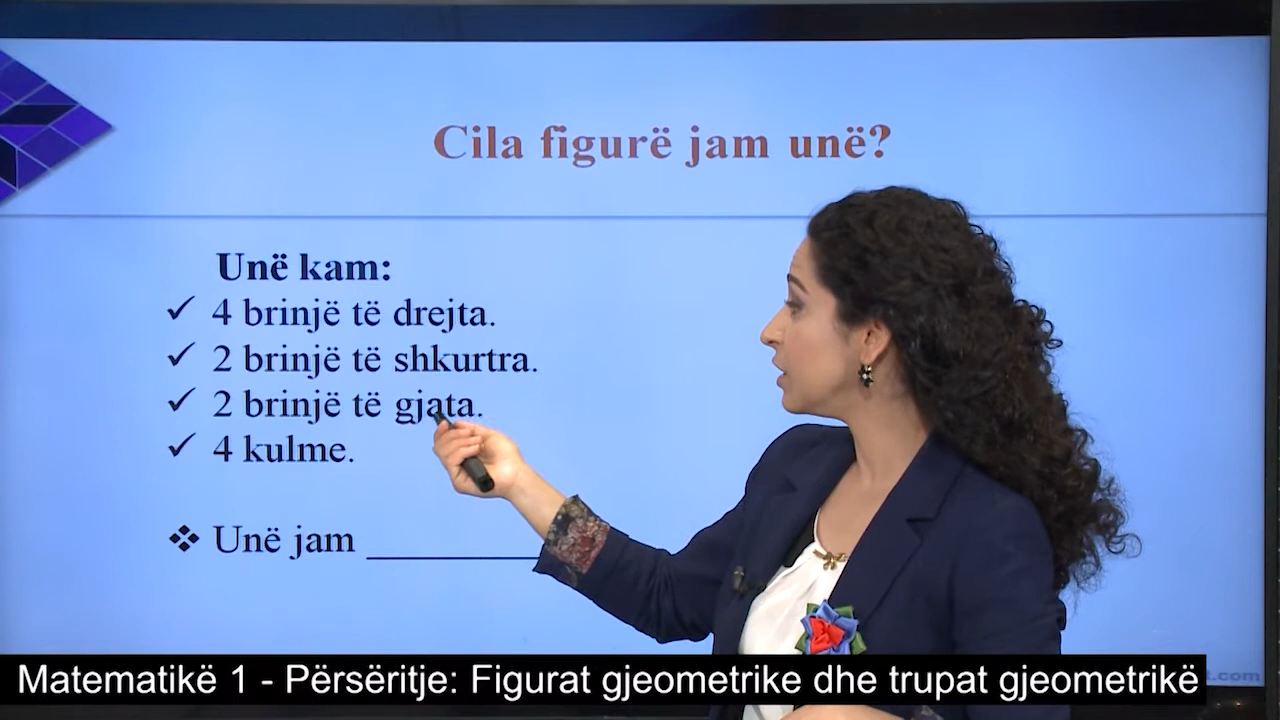 Cila figurë jam unë?
Unë kam:
✓ 4 brinjë të drejta.
✓ 2 brinjë të shkurtra.
✓ 2 brinjë të gjata.
✓ 4 kulme.
❖ Unë jam __________
Matematikë 1 - Përsëritje: Figurat gjeometrike dhe trupat gjeometrikë